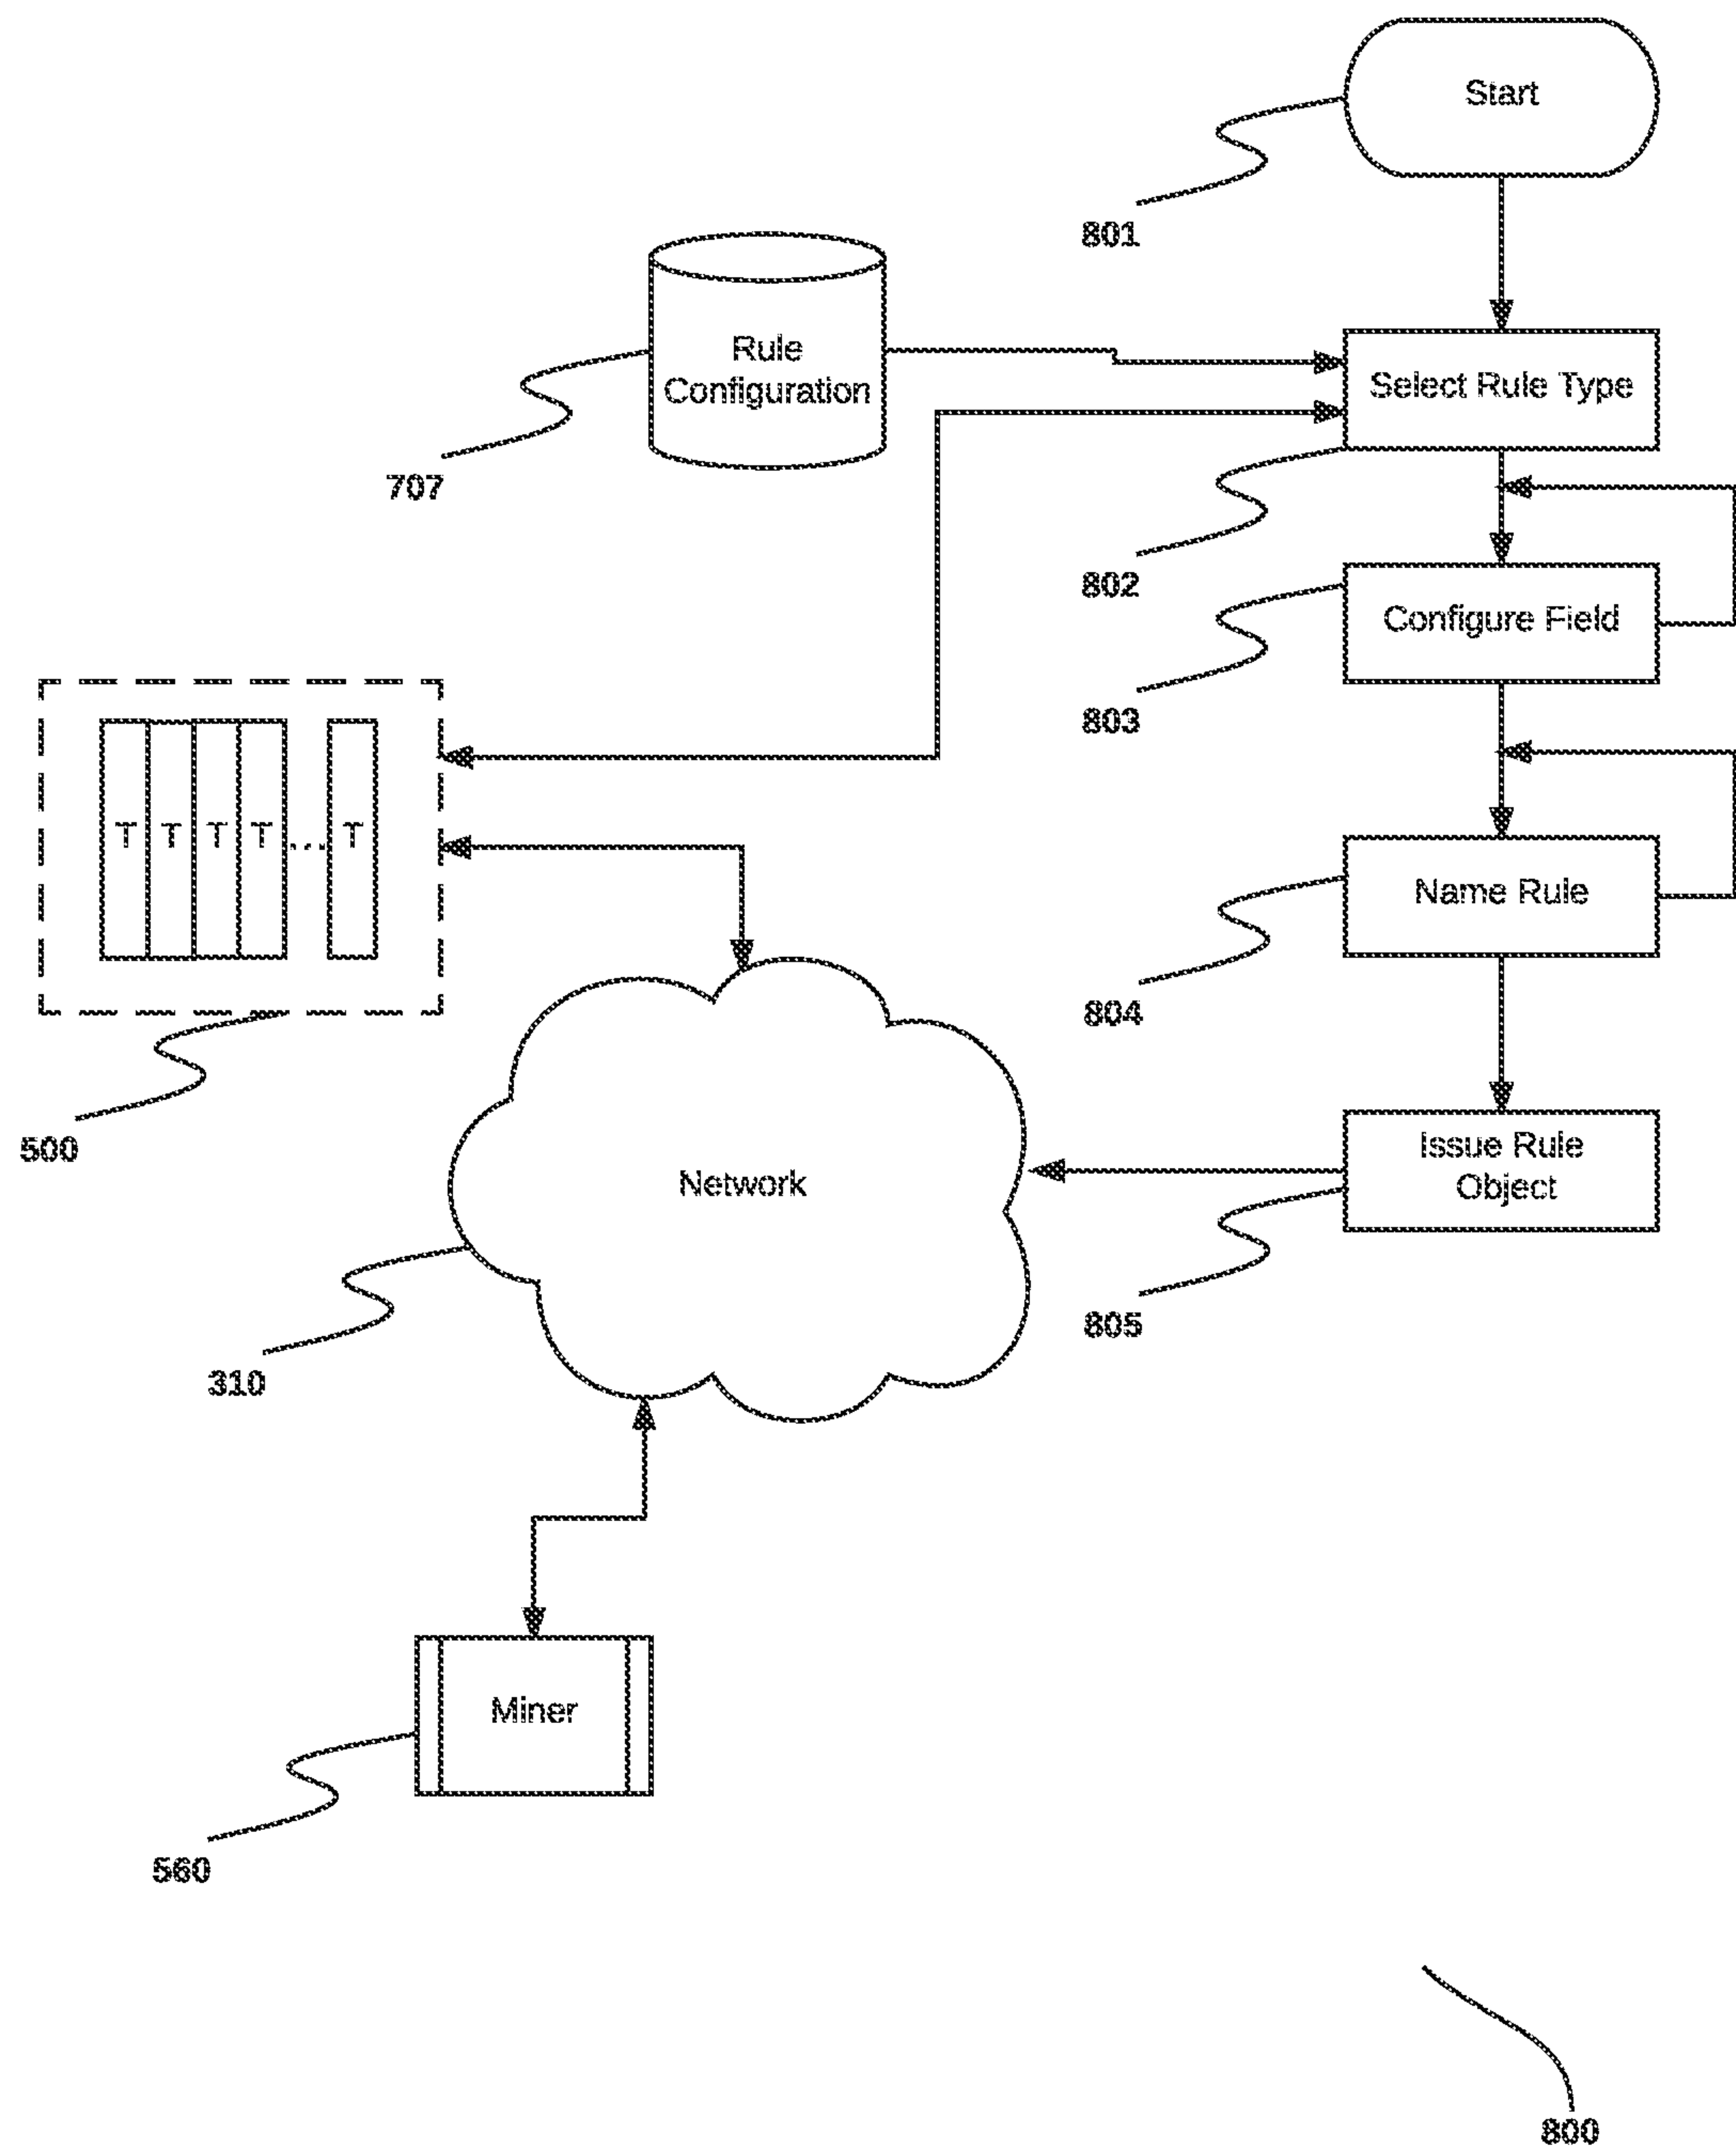 Start
801
Rule
Configuration
Select Rule Type
707
802
Configure Field
803
T T T T ... T
Name Rule
804
500
Issue Rule
Object
Network
805
310
Miner
560
800